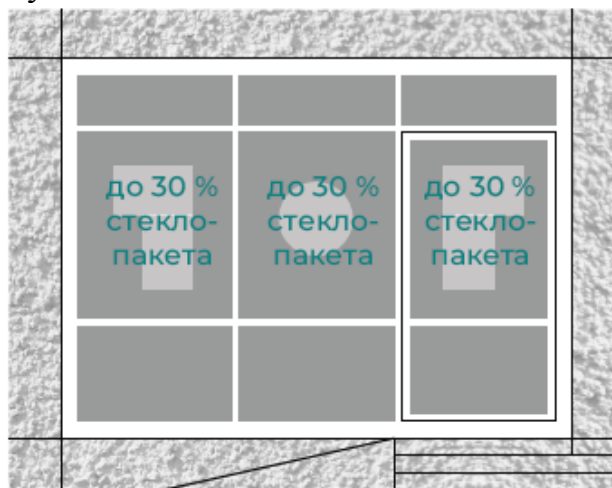 до 30 %
стекло-
пакета
до 30 %
стекло-
пакета
до 30 %
стекло-
пакета